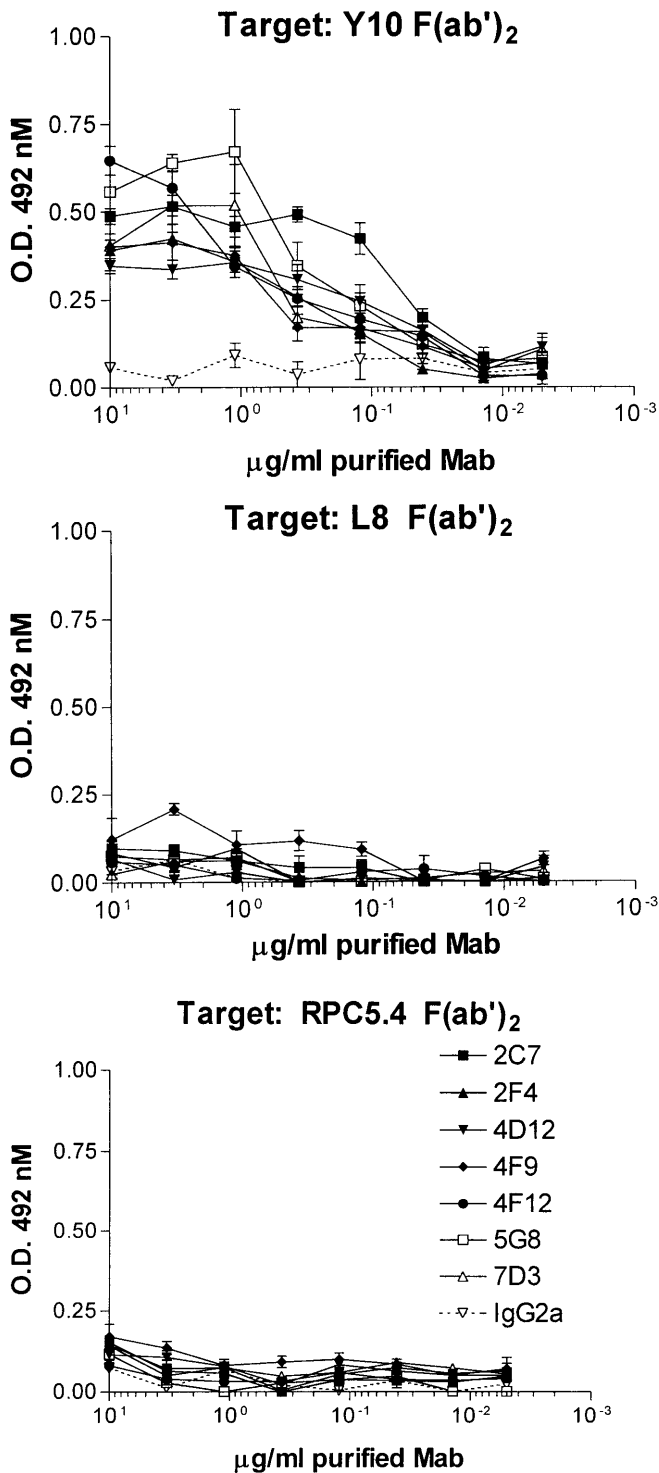 Target: Y10 F(ab')2
1.00
0.75
0.50
0.25
0.00
O.D. 492 nM
10^1 10^0 10^-1 10^-2 10^-3
µg/ml purified Mab
Target: L8 F(ab')2
1.00
0.75
0.50
0.25
0.00
O.D. 492 nM
10^1 10^0 10^-1 10^-2 10^-3
µg/ml purified Mab
Target: RPC5.4 F(ab')2
2C7
2F4
4D12
4F9
4F12
5G8
7D3
IgG2a
1.00
0.75
0.50
0.25
0.00
O.D. 492 nM
10^1 10^0 10^-1 10^-2 10^-3
µg/ml purified Mab